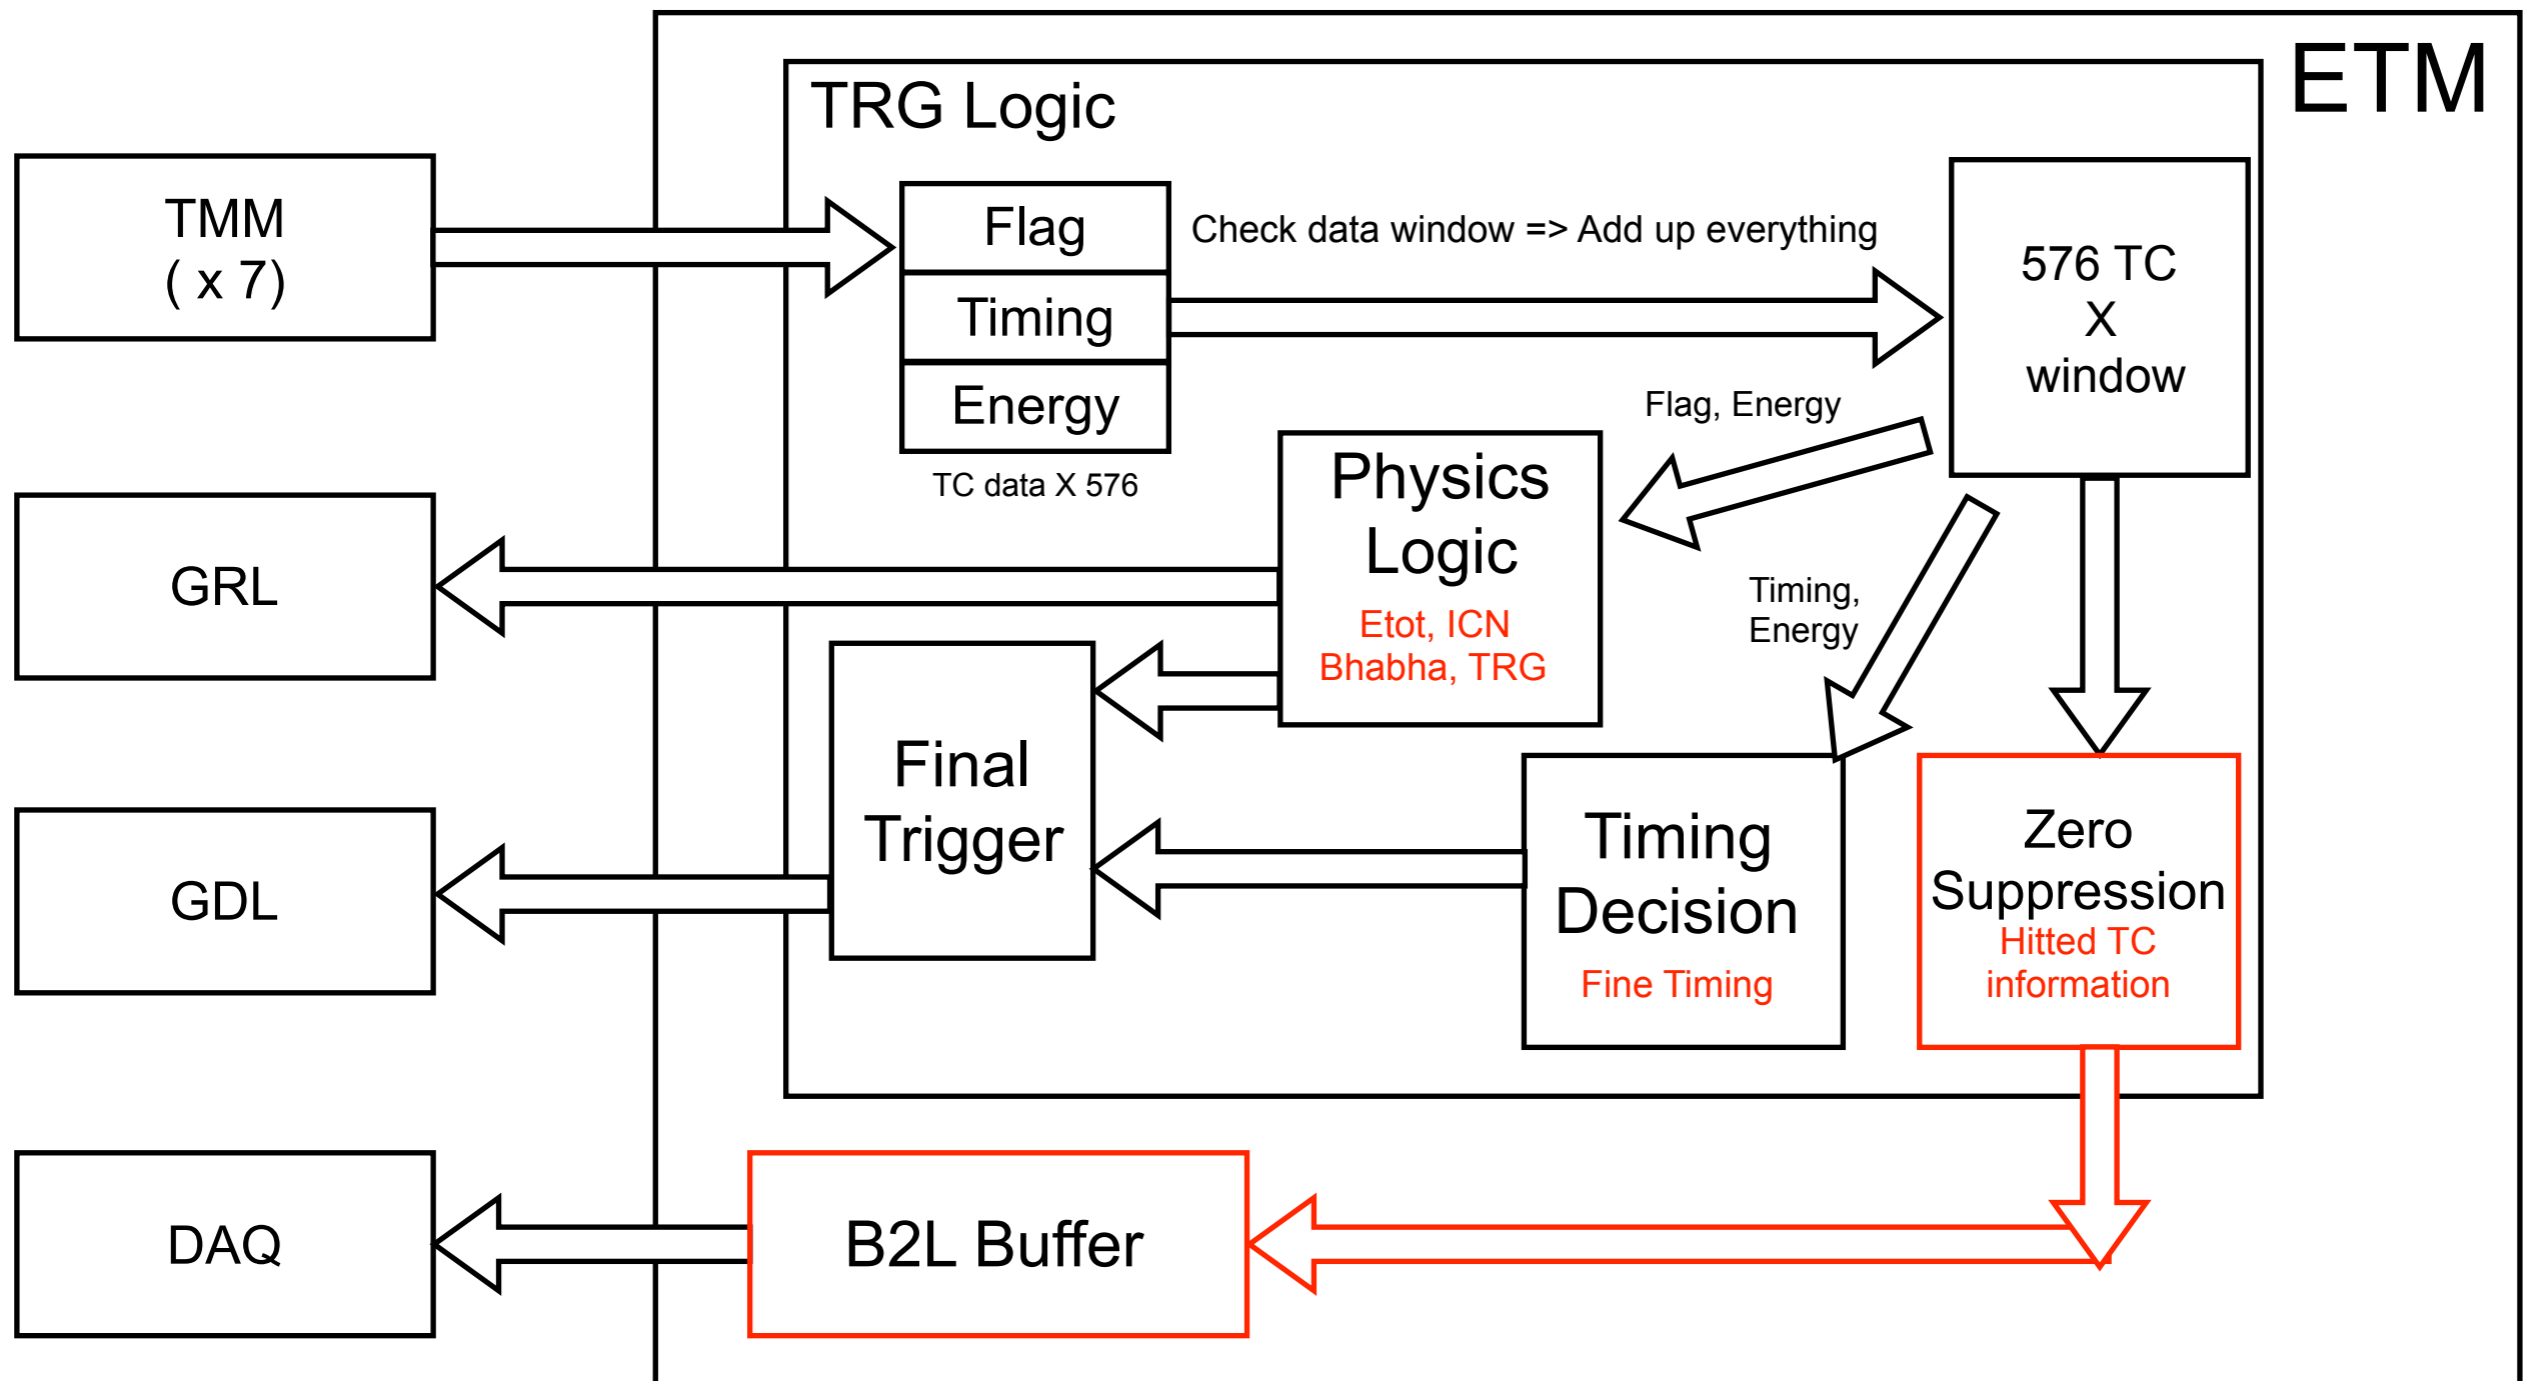 ETM
TRG Logic
TMM
( x 7)
Flag
Timing
Energy
TC data X 576
Check data window => Add up everything
576 TC
X
window
Flag, Energy
Physics
Logic
Etot, ICN
Bhabha, TRG
Timing,
Energy
GRL
Final
Trigger
Timing
Decision
Fine Timing
Zero
Suppression
Hitted TC
information
GDL
DAQ
B2L Buffer